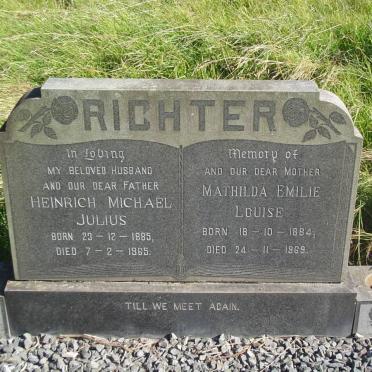 RICHTER
In Loving
MY BELOVED HUSBAND
AND OUR DEAR FATHER
HEINRICH MICHAEL
JULIUS
BORN 23 – 12 – 1885,
DIED 7 – 2 – 1965.
Memory of
AND OUR DEAR MOTHER
MATHILDA EMILIE
LOUISE
BORN 18 – 10 – 1884,
DIED 24 – 11 – 1969.
TILL WE MEET AGAIN.